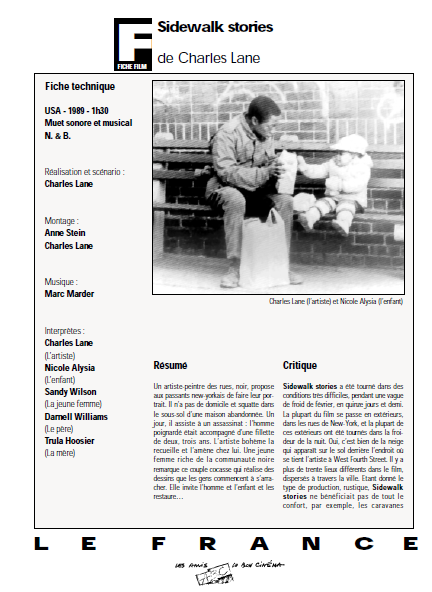 Sidewalk stories
F
FICHE FILM
de Charles Lane
Fiche technique
USA - 1989 - 1h30
Muet sonore et musical
N. & B.
Réalisation et scénario :
Charles Lane
Montage :
Anne Stein
Charles Lane
Musique :
Marc Marder
Interprètes :
Charles Lane
(L'artiste)
Nicole Alysia
(L'enfant)
Sandy Wilson
(La jeune femme)
Darnell Williams
(Le père)
Trula Hoosier
(La mère)
Charles Lane (l'artiste) et Nicole Alysia (l'enfant)
Résumé
Un artiste-peintre des rues, noir, propose
aux passants new-yorkais de faire leur por-
trait. Il n'a pas de domicile et squatte dans
le sous-sol d'une maison abandonnée. Un
jour, il assiste à un assassinat : l'homme
poignardé était accompagné d'une fillette
de deux, trois ans. L'artiste bohème la
recueille et l'amène chez lui. Une jeune
femme riche de la communauté noire
remarque ce couple cocasse qui réalise des
dessins que les gens commencent à s'arra-
cher. Elle invite l'homme et l'enfant et les
restaure…
Critique
Sidewalk stories a été tourné dans des
conditions très difficiles, pendant une vague
de froid de février, en quinze jours et demi.
La plupart du film se passe en extérieurs,
dans les rues de New-York, et la plupart de
ces extérieurs ont été tournés dans la froi-
deur de la nuit. Oui, c'est bien de la neige
qui apparaît sur le sol derrière l'endroit où
se tient l'artiste à West Fourth Street. Il y a
plus de trente lieux différents dans le film,
dispersés à travers la ville. Etant donné le
type de production, rustique, Sidewalk
stories ne bénéficiait pas de tout le
confort, par exemple, les caravanes
LE FRANCE
LES AMIS DU BON CINÉMA